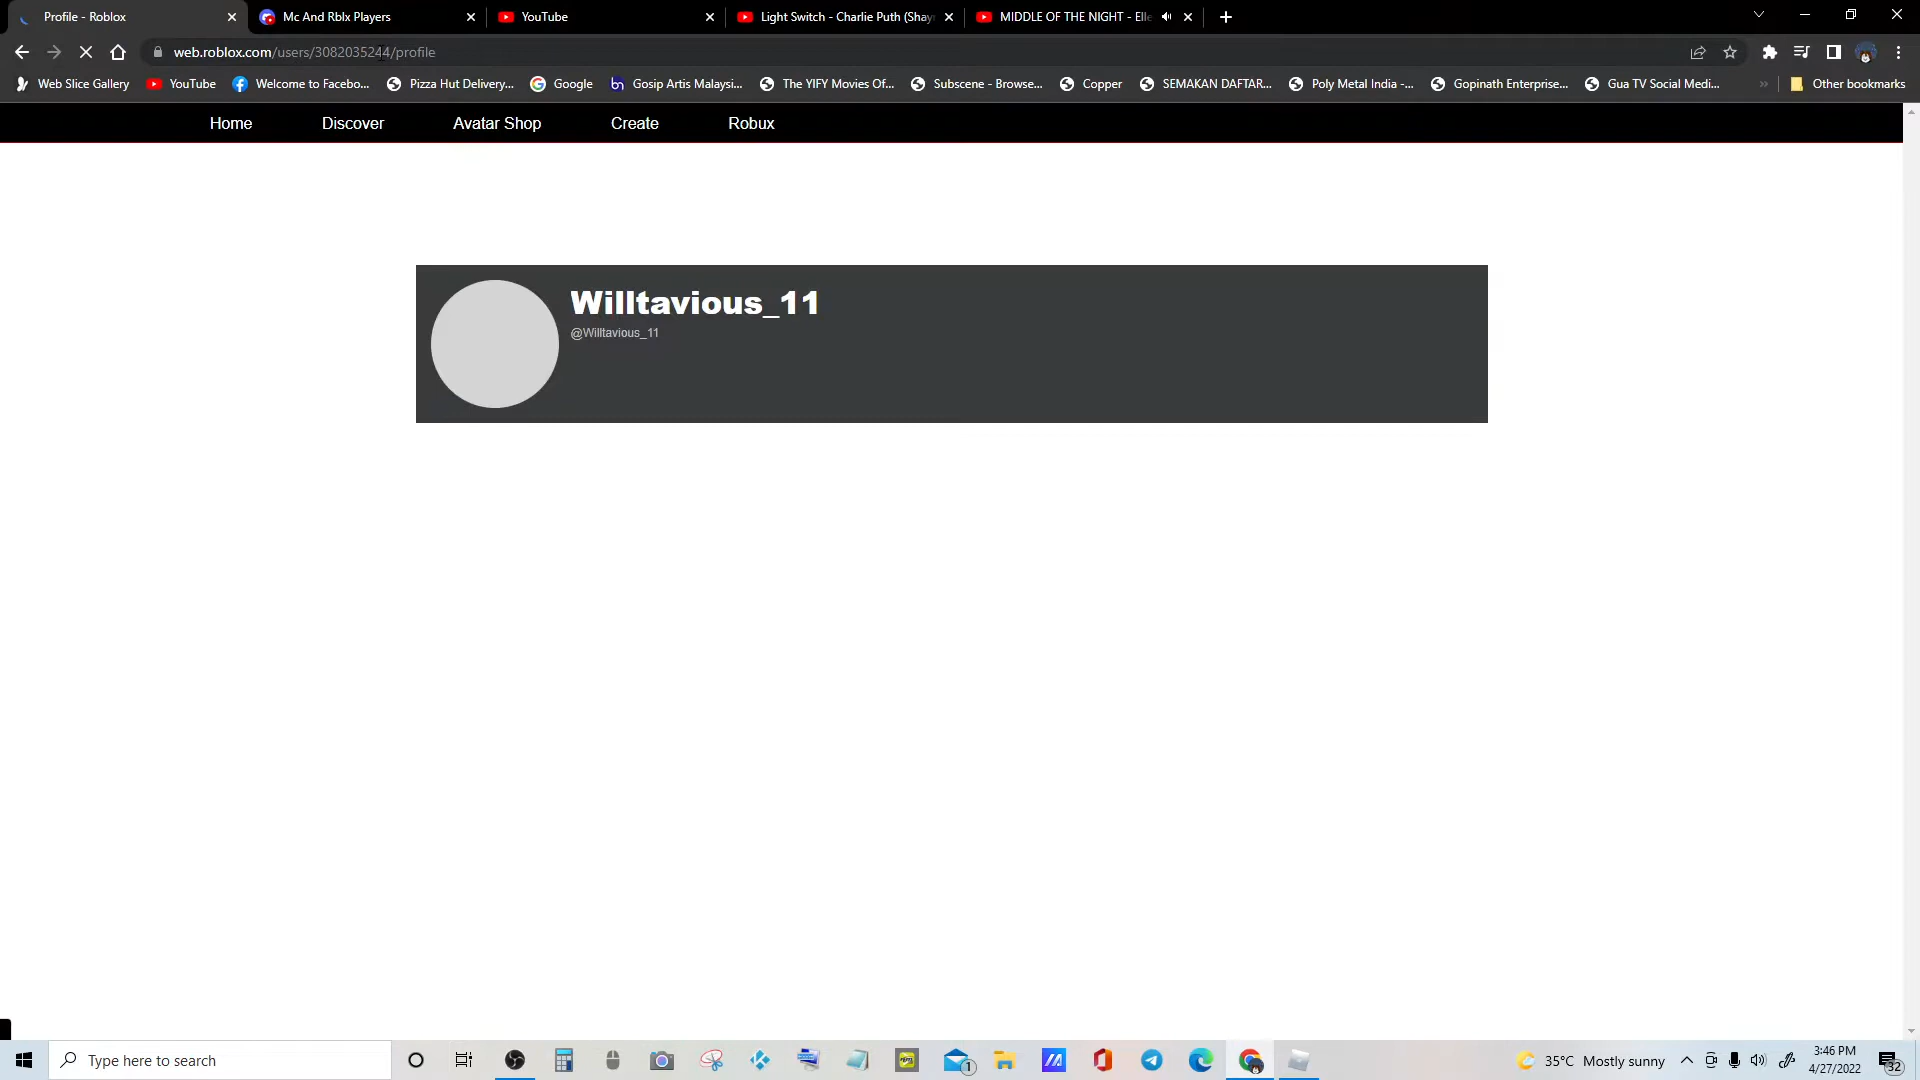 Profile - Roblox
Mc And Rblx Players
YouTube
Light Switch - Charlie Puth (Shay
MIDDLE OF THE NIGHT - Elle
web.roblox.com/users/3082035244/profile
Web Slice Gallery
YouTube
Welcome to Facebo...
Pizza Hut Delivery...
Google
Gosip Artis Malaysi...
The YIFY Movies Of...
Subscene - Browse...
Copper
SEMAKAN DAFTAR...
Poly Metal India -...
Gopinath Enterprise...
Gua TV Social Medi...
»
Other bookmarks
Home
Discover
Avatar Shop
Create
Robux
Willtavious_11
@Willtavious_11
Type here to search
1
35°C Mostly sunny
3:46 PM
4/27/2022
32